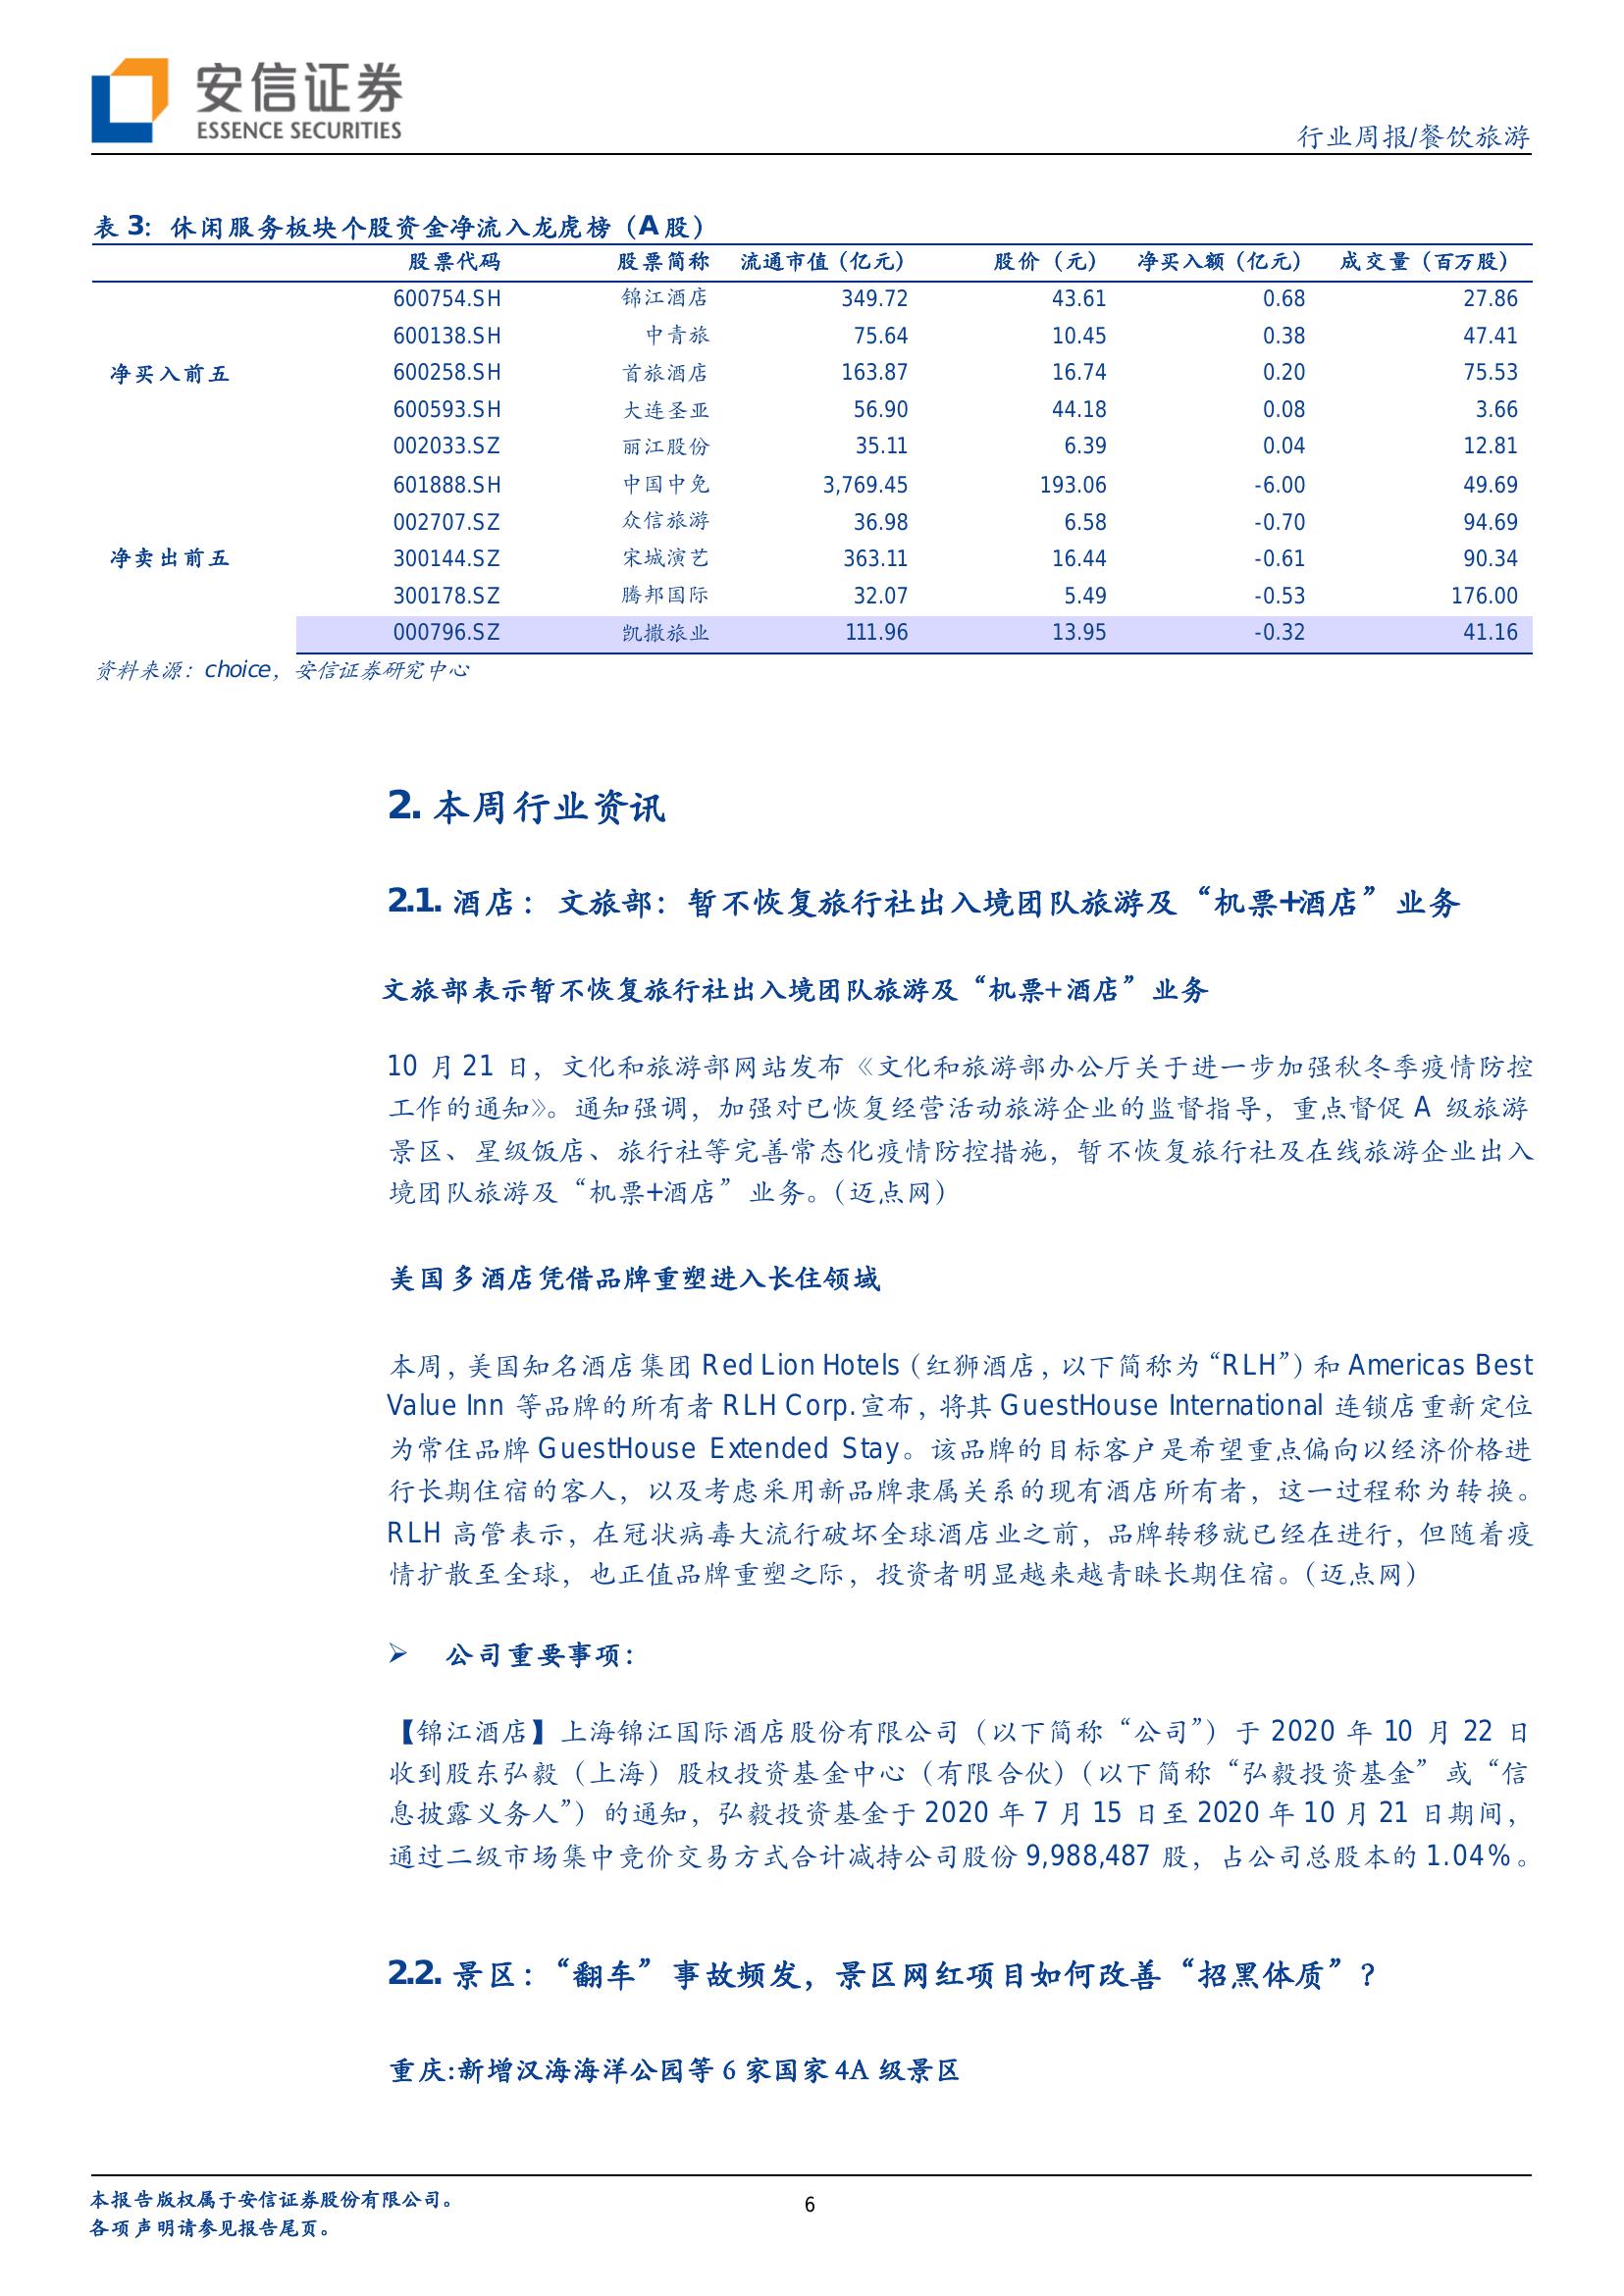 安信证券
ESSENCE SECURITIES
行业周报/餐饮旅游
表 3：休闲服务板块个股资金净流入龙虎榜（A 股）
股票代码 股票简称 流通市值（亿元） 股价（元） 净买入额（亿元） 成交量（百万股）
600754.SH 锦江酒店 349.72 43.61 0.68 27.86
600138.SH 中青旅 75.64 10.45 0.38 47.41
净买入前五 600258.SH 首旅酒店 163.87 16.74 0.20 75.53
600593.SH 大连圣亚 56.90 44.18 0.08 3.66
002033.SZ 丽江股份 35.11 6.39 0.04 12.81
601888.SH 中国中免 3,769.45 193.06 -6.00 49.69
002707.SZ 众信旅游 36.98 6.58 -0.70 94.69
净卖出前五 300144.SZ 宋城演艺 363.11 16.44 -0.61 90.34
300178.SZ 腾邦国际 32.07 5.49 -0.53 176.00
000796.SZ 凯撒旅业 111.96 13.95 -0.32 41.16
资料来源：choice，安信证券研究中心
2. 本周行业资讯
2.1. 酒店：文旅部：暂不恢复旅行社出入境团队旅游及“机票+酒店”业务
文旅部表示暂不恢复旅行社出入境团队旅游及“机票+酒店”业务
10 月 21 日，文化和旅游部网站发布《文化和旅游部办公厅关于进一步加强秋冬季疫情防控
工作的通知》。通知强调，加强对已恢复经营活动旅游企业的监督指导，重点督促 A 级旅游
景区、星级饭店、旅行社等完善常态化疫情防控措施，暂不恢复旅行社及在线旅游企业出入
境团队旅游及“机票+酒店”业务。（迈点网）
美国多酒店凭借品牌重塑进入长住领域
本周，美国知名酒店集团 Red Lion Hotels（红狮酒店，以下简称为“RLH”）和 Americas Best
Value Inn 等品牌的所有者 RLH Corp.宣布，将其 GuestHouse International 连锁店重新定位
为常住品牌 GuestHouse Extended Stay。该品牌的目标客户是希望重点偏向以经济价格进
行长期住宿的客人，以及考虑采用新品牌隶属关系的现有酒店所有者，这一过程称为转换。
RLH 高管表示，在冠状病毒大流行破坏全球酒店业之前，品牌转移就已经在进行，但随着疫
情扩散至全球，也正值品牌重塑之际，投资者明显越来越青睐长期住宿。（迈点网）
➢ 公司重要事项：
【锦江酒店】上海锦江国际酒店股份有限公司（以下简称“公司”）于 2020 年 10 月 22 日
收到股东弘毅（上海）股权投资基金中心（有限合伙）（以下简称“弘毅投资基金”或“信
息披露义务人”）的通知，弘毅投资基金于 2020 年 7 月 15 日至 2020 年 10 月 21 日期间，
通过二级市场集中竞价交易方式合计减持公司股份 9,988,487 股，占公司总股本的 1.04%。
2.2. 景区：“翻车”事故频发，景区网红项目如何改善“招黑体质”？
重庆:新增汉海海洋公园等 6 家国家 4A 级景区
本报告版权属于安信证券股份有限公司。
各项声明请参见报告尾页。
6